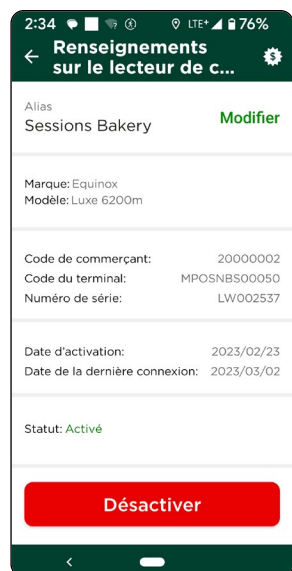 2:34 LTE+ 76%
Renseignements
sur le lecteur de c...
Alias
Sessions Bakery Modifier
Marque: Equinox
Modèle: Luxe 6200m
Code de commerçant: 20000002
Code du terminal: MPOSNBS00050
Numéro de série: LW002537
Date d'activation: 2023/02/23
Date de la dernière connexion: 2023/03/02
Statut: Activé
Désactiver